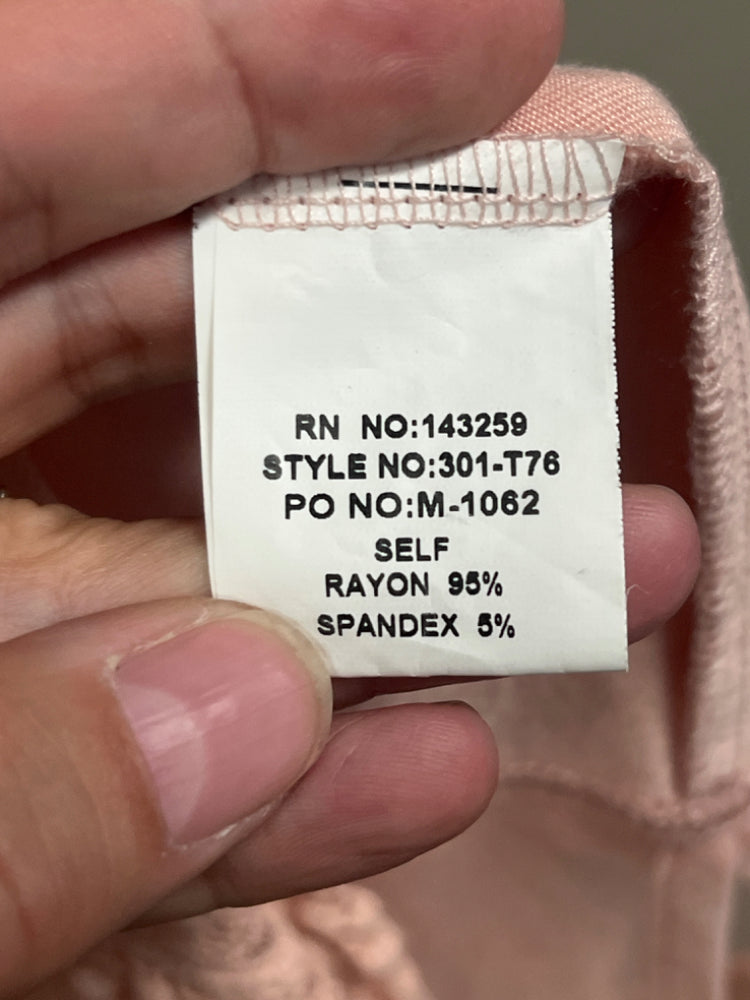 RN NO:143259
STYLE NO:301-T76
PO NO:M-1062
SELF
RAYON 95%
SPANDEX 5%